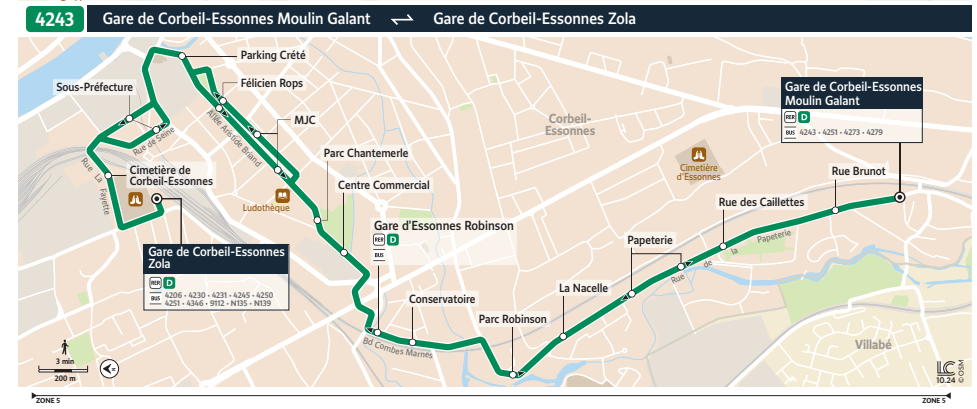 4243 Gare de Corbeil-Essonnes Moulin Galant Gare de Corbeil-Essonnes Zola
Parking Crété
Sous-Préfecture
Félicien Rops
Gare de Corbeil-Essonnes
Moulin Galant
RER D
BUS 4243 • 4251 • 4273 • 4279
Allée Aristide Briand
MJC
Corbeil-
Essonnes
Rue de Seine
Parc Chantemerle
Cimetière
d'Essonnes
Rue Brunot
Rue La Fayette
Cimetière de
Corbeil-Essonnes
Centre Commercial
Ludothèque
Rue des Caillettes
Gare d'Essonnes Robinson
RER D
BUS
Papeterie
Rue de la Papeterie
Gare de Corbeil-Essonnes
Zola
RER D
BUS 4206 • 4230 • 4231 • 4245 • 4250
4251 • 4346 • 9112 • N135 • N139
La Nacelle
Conservatoire
Parc Robinson
Bd Combes Marnes
Villabé
3 min
200 m
N
LC
10.24 © OSM
ZONE 5 ZONE 5